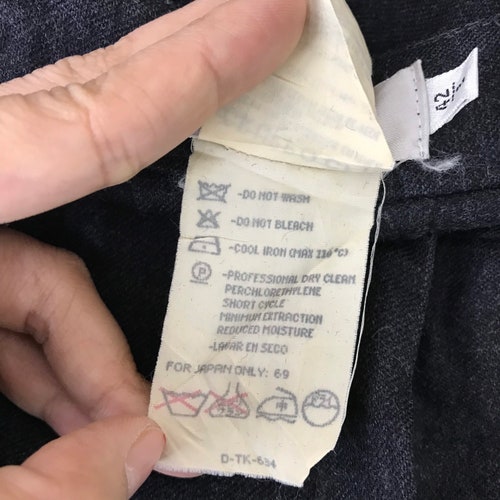 42
-DO NOT WASH
-DO NOT BLEACH
-COOL IRON (MAX 110°C)
P
-PROFESSIONAL DRY CLEAN
PERCHLORETHYLENE
SHORT CYCLE
MINIMUM EXTRACTION
REDUCED MOISTURE
-LAVAR EN SECO
FOR JAPAN ONLY: 69
D-TK-634